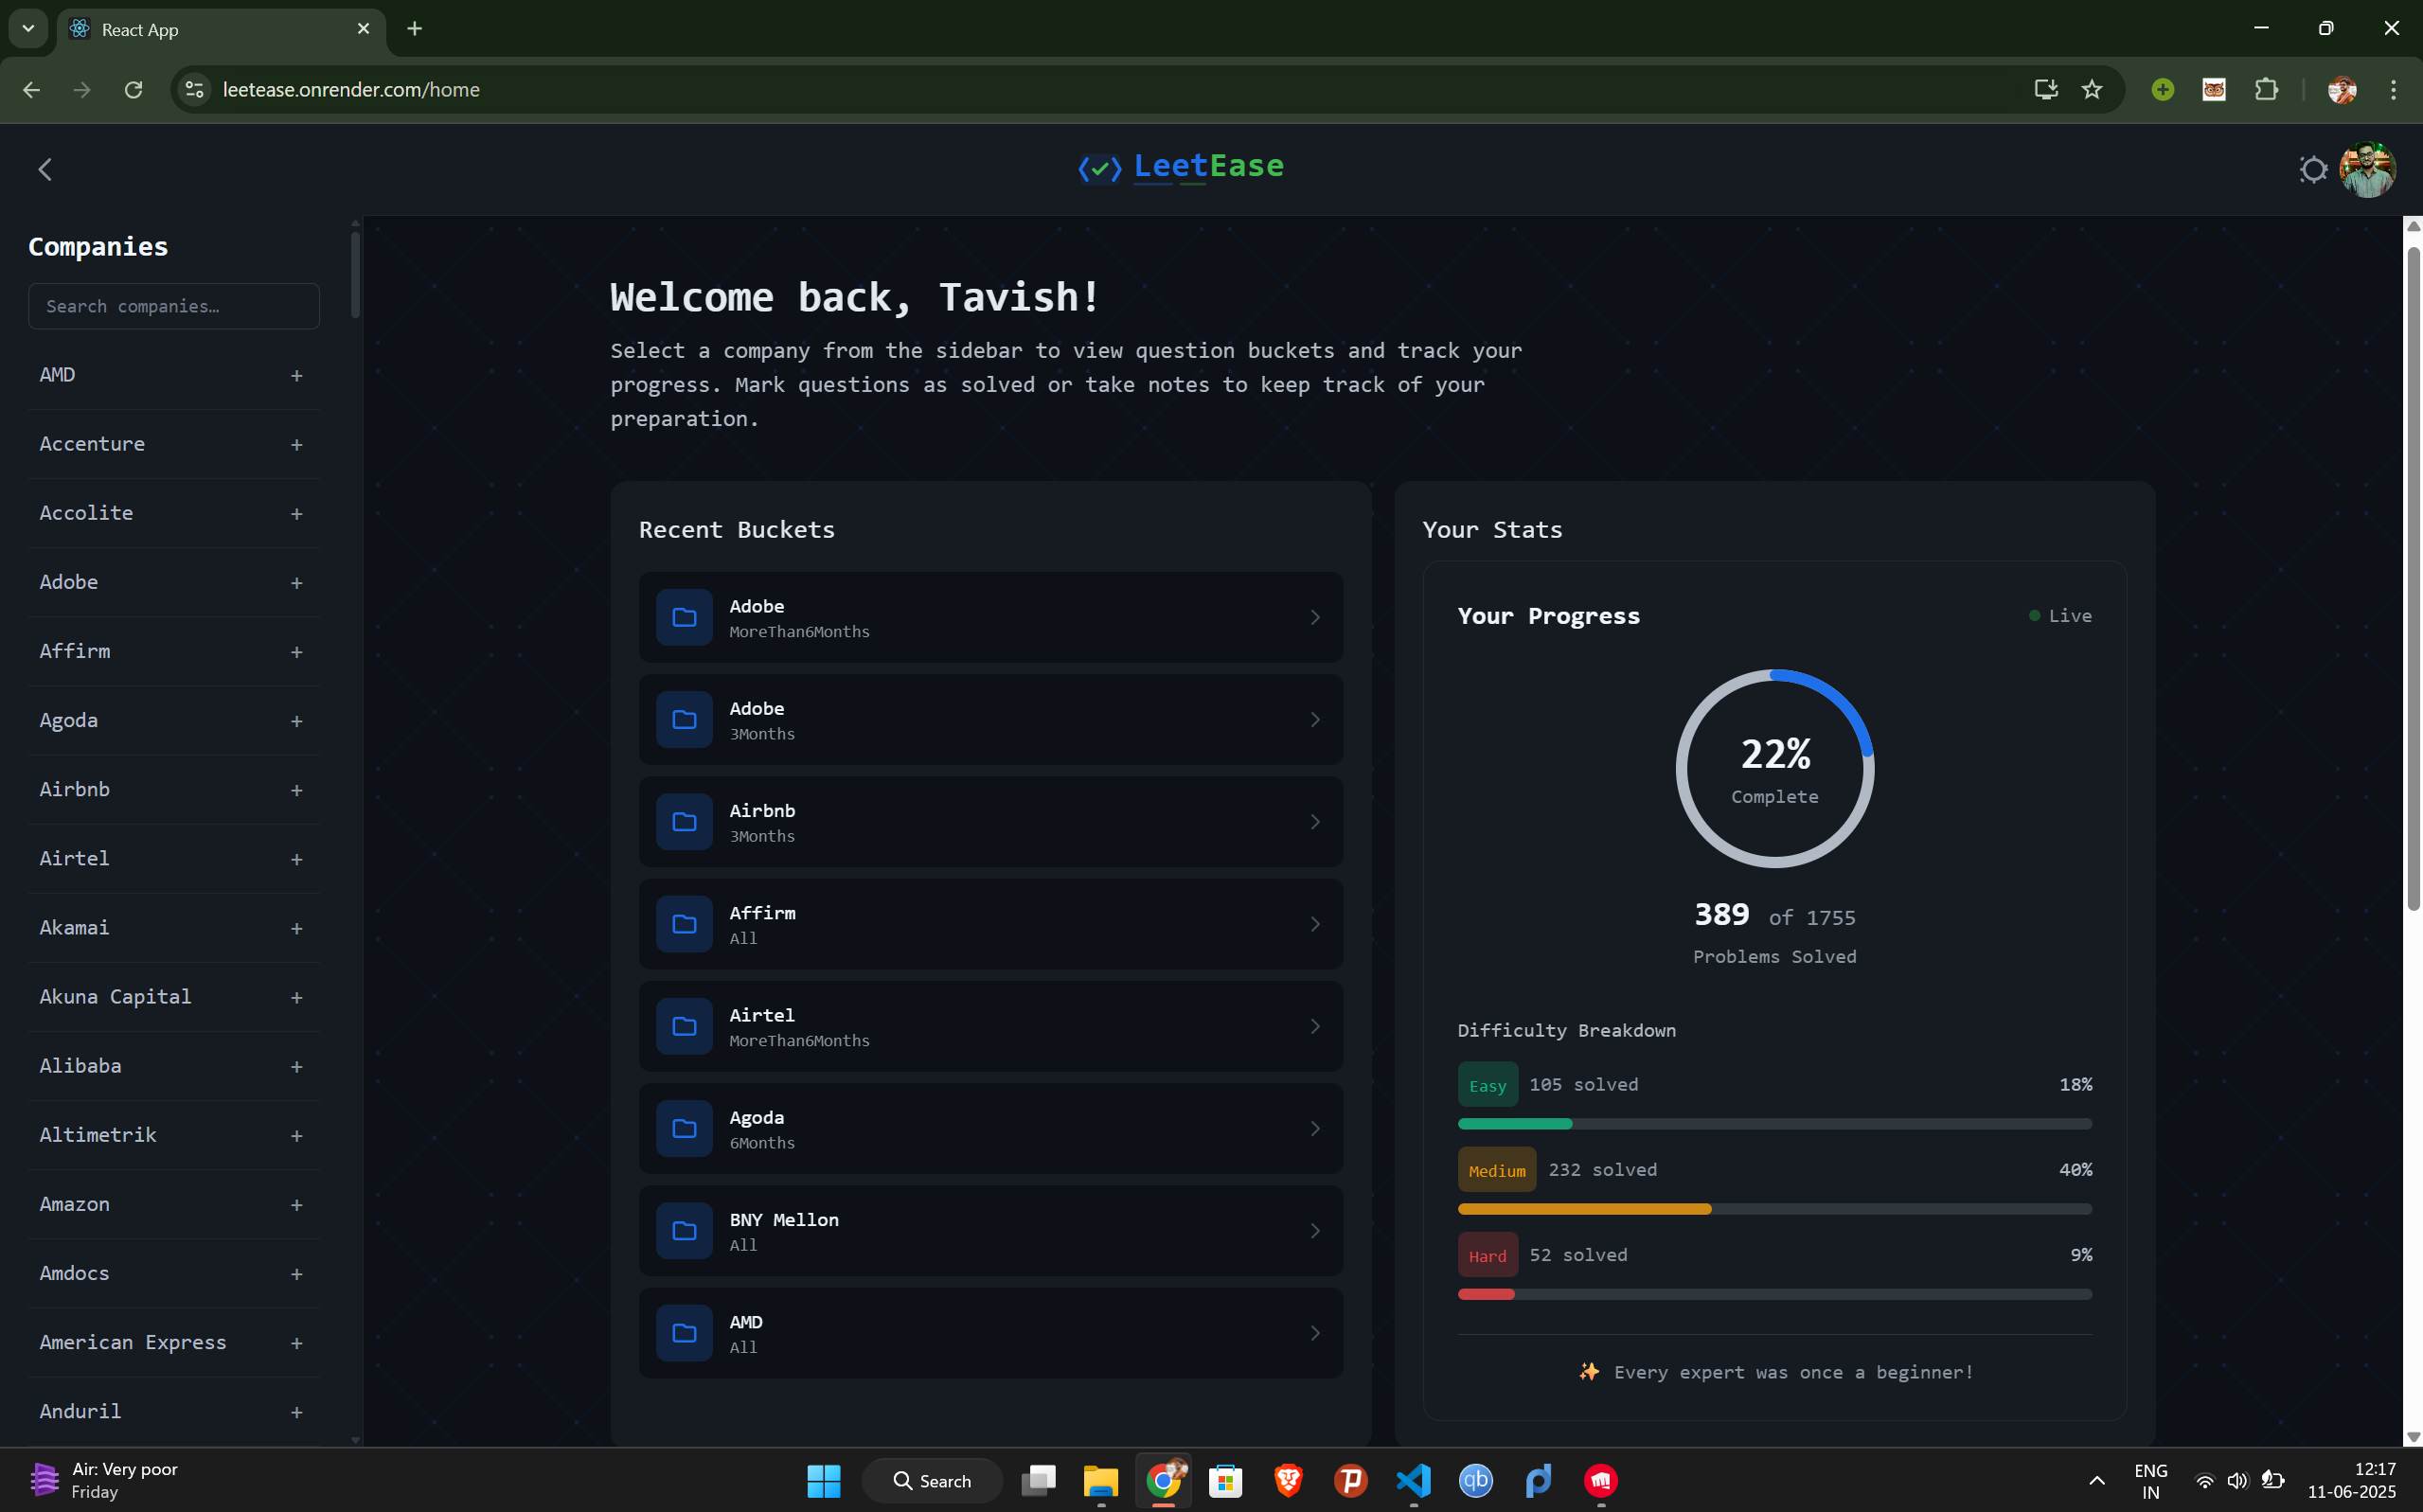 React App
leetease.onrender.com/home
LeetEase
Companies
Search companies…
AMD +
Accenture +
Accolite +
Adobe +
Affirm +
Agoda +
Airbnb +
Airtel +
Akamai +
Akuna Capital +
Alibaba +
Altimetrik +
Amazon +
Amdocs +
American Express +
Anduril +
Welcome back, Tavish!
Select a company from the sidebar to view question buckets and track your
progress. Mark questions as solved or take notes to keep track of your
preparation.
Recent Buckets
Adobe
MoreThan6Months
Adobe
3Months
Airbnb
3Months
Affirm
All
Airtel
MoreThan6Months
Agoda
6Months
BNY Mellon
All
AMD
All
Your Stats
Your Progress
Live
22%
Complete
389 of 1755
Problems Solved
Difficulty Breakdown
Easy 105 solved 18%
Medium 232 solved 40%
Hard 52 solved 9%
✨ Every expert was once a beginner!
Air: Very poor
Friday
Search
qb
ENG
IN
12:17
11-06-2025